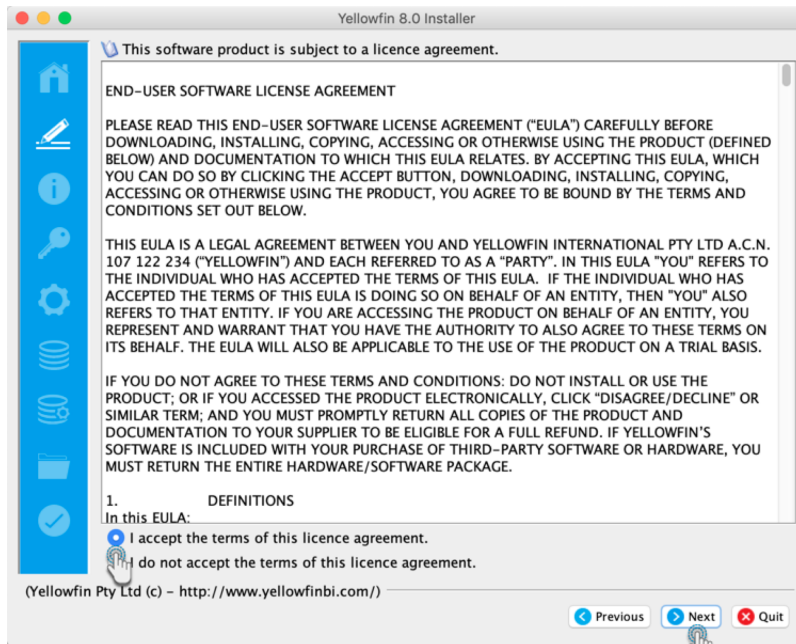 Yellowfin 8.0 Installer
This software product is subject to a licence agreement.
END-USER SOFTWARE LICENSE AGREEMENT
PLEASE READ THIS END-USER SOFTWARE LICENSE AGREEMENT (“EULA”) CAREFULLY BEFORE
DOWNLOADING, INSTALLING, COPYING, ACCESSING OR OTHERWISE USING THE PRODUCT (DEFINED
BELOW) AND DOCUMENTATION TO WHICH THIS EULA RELATES. BY ACCEPTING THIS EULA, WHICH
YOU CAN DO SO BY CLICKING THE ACCEPT BUTTON, DOWNLOADING, INSTALLING, COPYING,
ACCESSING OR OTHERWISE USING THE PRODUCT, YOU AGREE TO BE BOUND BY THE TERMS AND
CONDITIONS SET OUT BELOW.
THIS EULA IS A LEGAL AGREEMENT BETWEEN YOU AND YELLOWFIN INTERNATIONAL PTY LTD A.C.N.
107 122 234 (“YELLOWFIN”) AND EACH REFERRED TO AS A “PARTY”. IN THIS EULA "YOU" REFERS TO
THE INDIVIDUAL WHO HAS ACCEPTED THE TERMS OF THIS EULA. IF THE INDIVIDUAL WHO HAS
ACCEPTED THE TERMS OF THIS EULA IS DOING SO ON BEHALF OF AN ENTITY, THEN "YOU" ALSO
REFERS TO THAT ENTITY. IF YOU ARE ACCESSING THE PRODUCT ON BEHALF OF AN ENTITY, YOU
REPRESENT AND WARRANT THAT YOU HAVE THE AUTHORITY TO ALSO AGREE TO THESE TERMS ON
ITS BEHALF. THE EULA WILL ALSO BE APPLICABLE TO THE USE OF THE PRODUCT ON A TRIAL BASIS.
IF YOU DO NOT AGREE TO THESE TERMS AND CONDITIONS: DO NOT INSTALL OR USE THE
PRODUCT; OR IF YOU ACCESSED THE PRODUCT ELECTRONICALLY, CLICK “DISAGREE/DECLINE” OR
SIMILAR TERM; AND YOU MUST PROMPTLY RETURN ALL COPIES OF THE PRODUCT AND
DOCUMENTATION TO YOUR SUPPLIER TO BE ELIGIBLE FOR A FULL REFUND. IF YELLOWFIN’S
SOFTWARE IS INCLUDED WITH YOUR PURCHASE OF THIRD-PARTY SOFTWARE OR HARDWARE, YOU
MUST RETURN THE ENTIRE HARDWARE/SOFTWARE PACKAGE.
1. DEFINITIONS
In this EULA:
I accept the terms of this licence agreement.
I do not accept the terms of this licence agreement.
(Yellowfin Pty Ltd (c) - http://www.yellowfinbi.com/)
Previous Next Quit